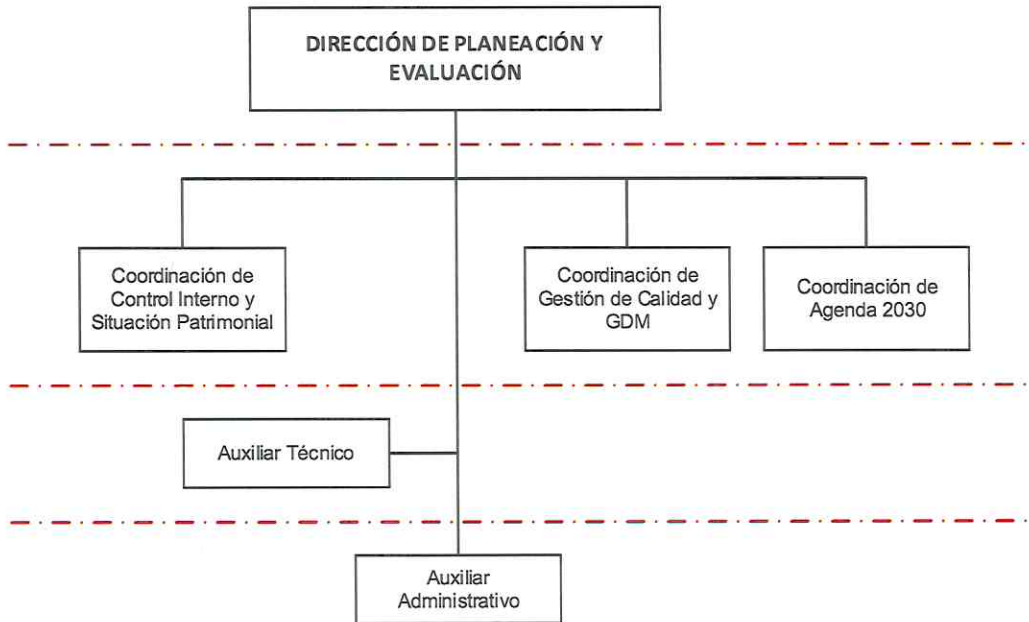 DIRECCIÓN DE PLANEACIÓN Y
EVALUACIÓN
Coordinación de
Control Interno y
Situación Patrimonial
Coordinación de
Gestión de Calidad y
GDM
Coordinación de
Agenda 2030
Auxiliar Técnico
Auxiliar
Administrativo